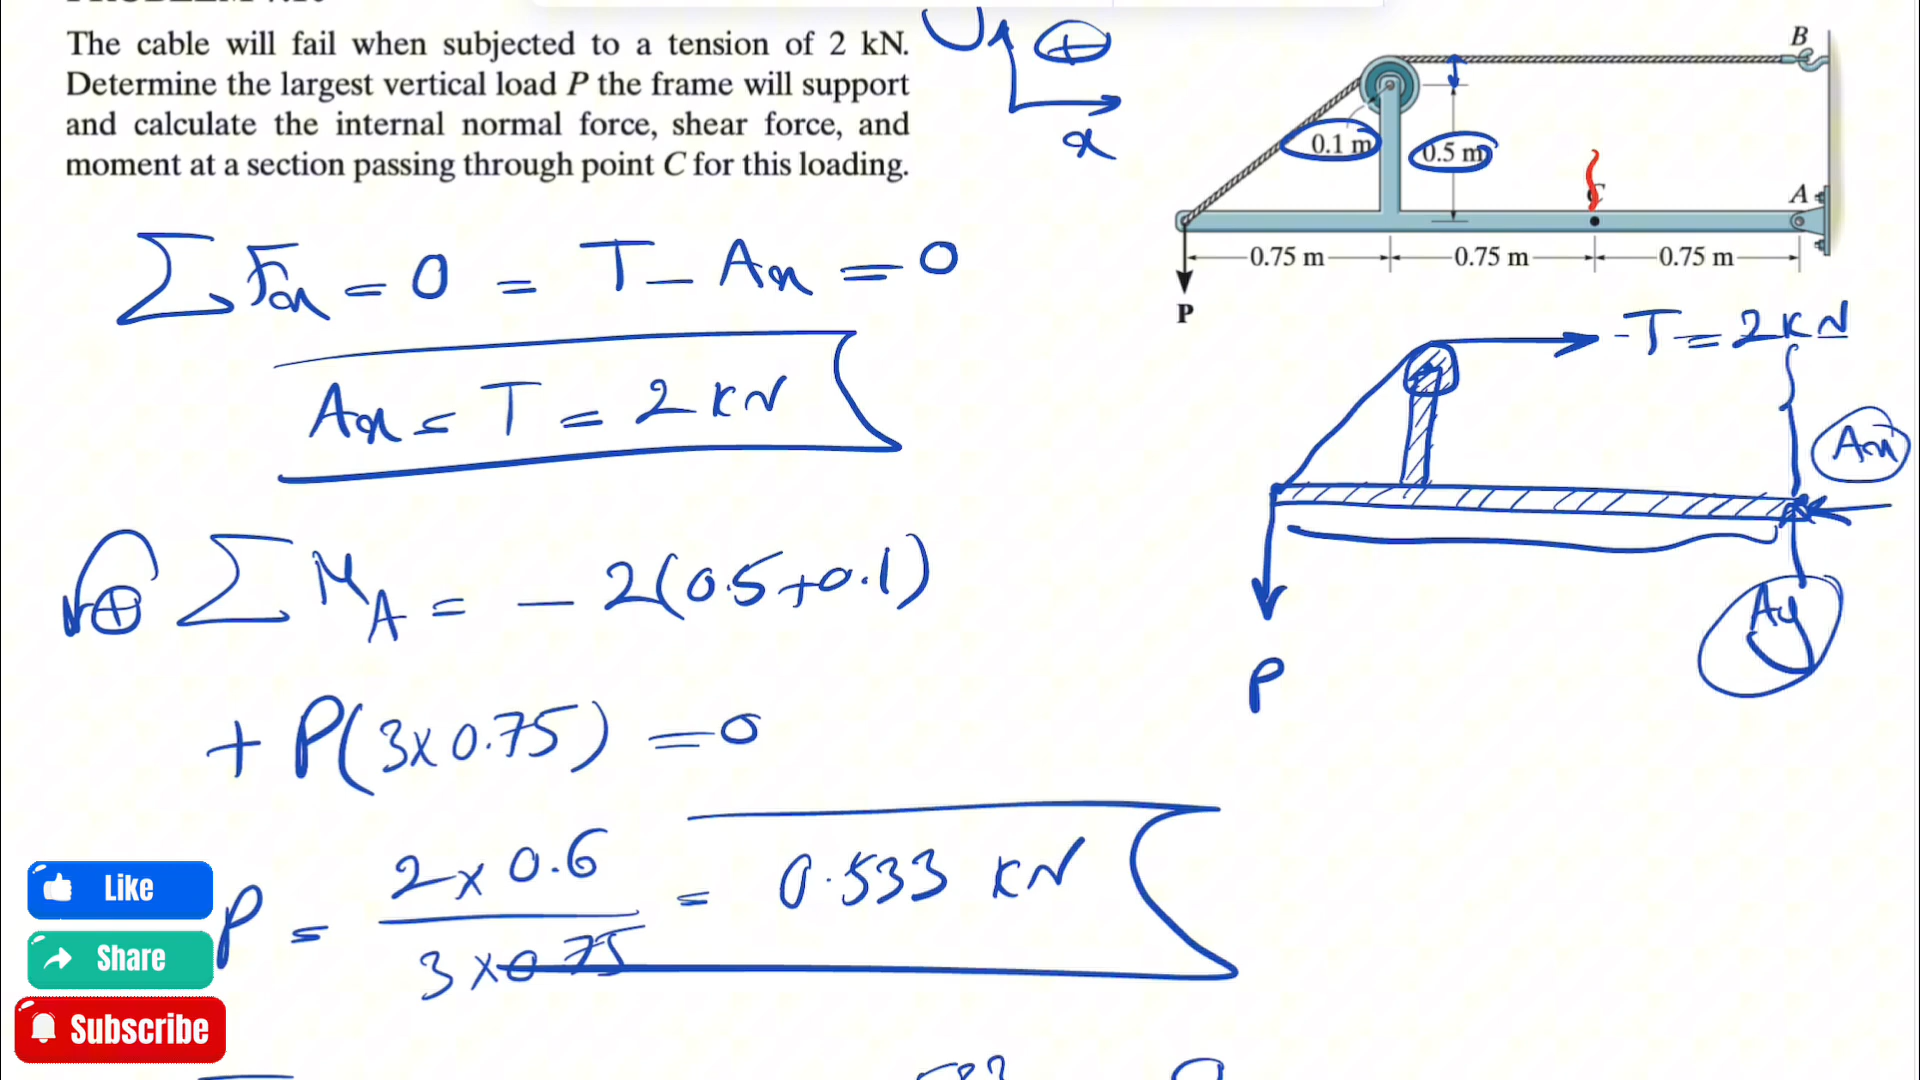 The cable will fail when subjected to a tension of 2 kN.
Determine the largest vertical load P the frame will support
and calculate the internal normal force, shear force, and
moment at a section passing through point C for this loading.
x
B
0.1 m
0.5 m
A
0.75 m
0.75 m
0.75 m
P
ΣFx = 0 = T - Ax = 0
Ax = T = 2 KN
ΣMA = - 2(0.5+0.1)
+ P(3x0.75) = 0
P = 2x0.6 / 3x0.75 = 0.533 KN
T = 2 KN
Ax
Ay
P
Like
Share
Subscribe